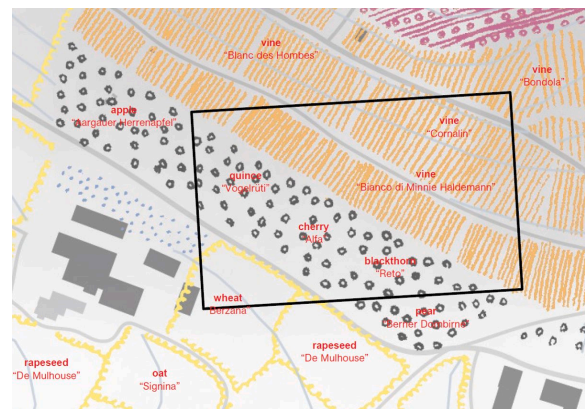 vine
"Blanc des Hombes"
vine
"Bondola"
apple
"Aargauer Herrenapfel"
vine
"Cornalin"
quince
"Vogelrüti"
vine
"Bianco di Minnie Haldemann"
cherry
"Alfa"
blackthorn
"Reto"
wheat
"Berzana"
pear
"Berner Dornbirne"
rapeseed
"De Mulhouse"
oat
"Signina"
rapeseed
"De Mulhouse"